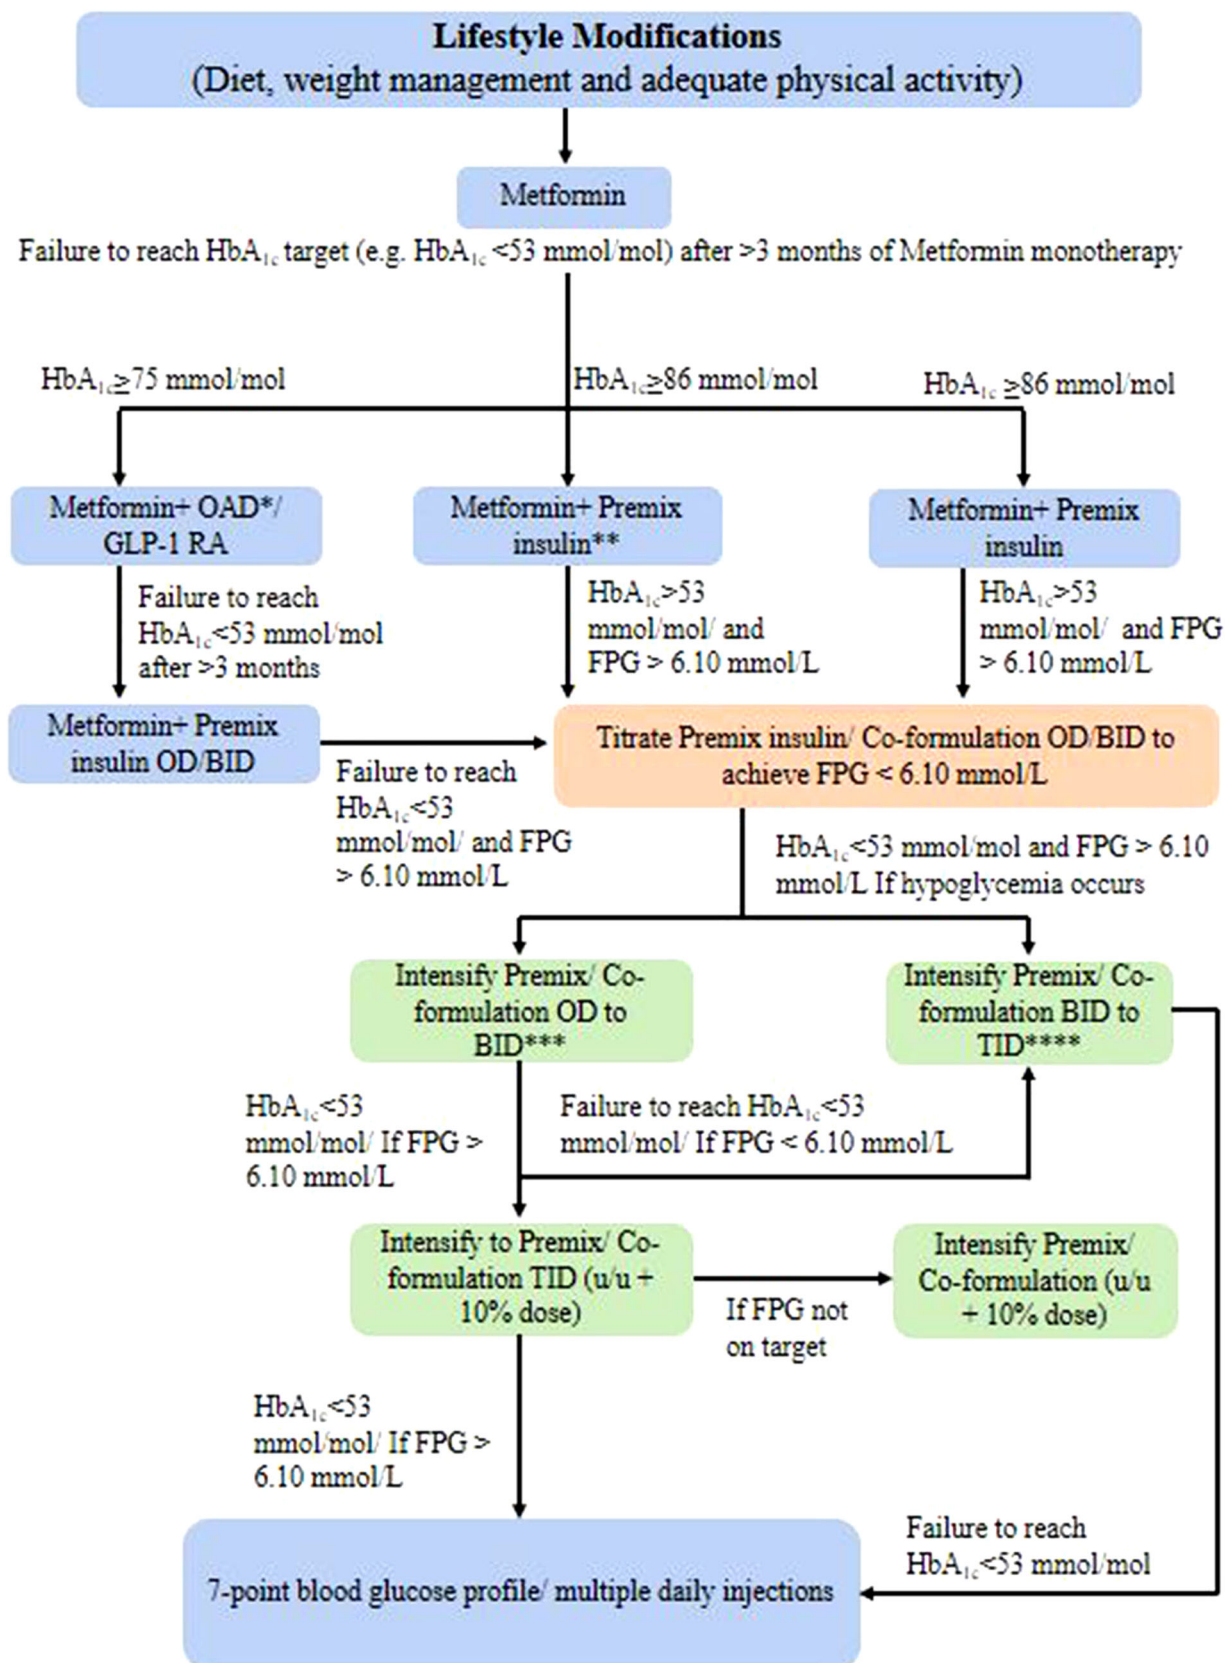 Lifestyle Modifications
(Diet, weight management and adequate physical activity)
Metformin
Failure to reach HbA₁c target (e.g. HbA₁c <53 mmol/mol) after >3 months of Metformin monotherapy
HbA₁c≥75 mmol/mol
HbA₁c≥86 mmol/mol
HbA₁c ≥86 mmol/mol
Metformin+ OAD*/
GLP-1 RA
Metformin+ Premix
insulin**
Metformin+ Premix
insulin
Failure to reach
HbA₁c<53 mmol/mol
after >3 months
HbA₁c>53
mmol/mol/ and
FPG > 6.10 mmol/L
HbA₁c>53
mmol/mol/ and FPG
> 6.10 mmol/L
Metformin+ Premix
insulin OD/BID
Failure to reach
HbA₁c<53
mmol/mol/ and FPG
> 6.10 mmol/L
Titrate Premix insulin/ Co-formulation OD/BID to
achieve FPG < 6.10 mmol/L
HbA₁c<53 mmol/mol and FPG > 6.10
mmol/L If hypoglycemia occurs
Intensify Premix/ Co-
formulation OD to
BID***
Intensify Premix/ Co-
formulation BID to
TID****
HbA₁c<53
mmol/mol/ If FPG >
6.10 mmol/L
Failure to reach HbA₁c<53
mmol/mol/ If FPG < 6.10 mmol/L
Intensify to Premix/ Co-
formulation TID (u/u +
10% dose)
If FPG not
on target
Intensify Premix/
Co-formulation (u/u
+ 10% dose)
HbA₁c<53
mmol/mol/ If FPG >
6.10 mmol/L
Failure to reach
HbA₁c<53 mmol/mol
7-point blood glucose profile/ multiple daily injections